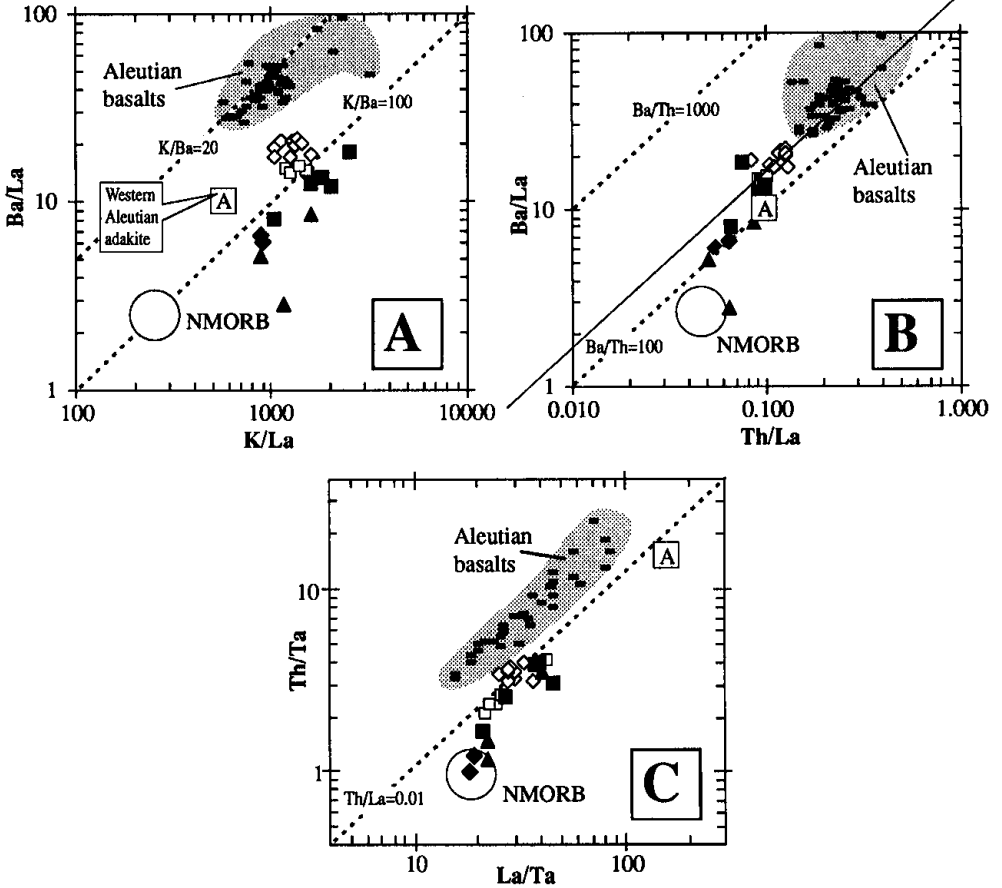 100
10
1
Ba/La
Aleutian
basalts
K/Ba=100
K/Ba=20
Western
Aleutian
adakite
A
NMORB
A
100
1000
10000
K/La
100
10
1
Ba/La
Ba/Th=1000
Aleutian
basalts
A
Ba/Th=100
NMORB
B
0.010
0.100
1.000
Th/La
Th/Ta
10
1
Aleutian
basalts
A
Th/La=0.01
NMORB
C
10
100
La/Ta